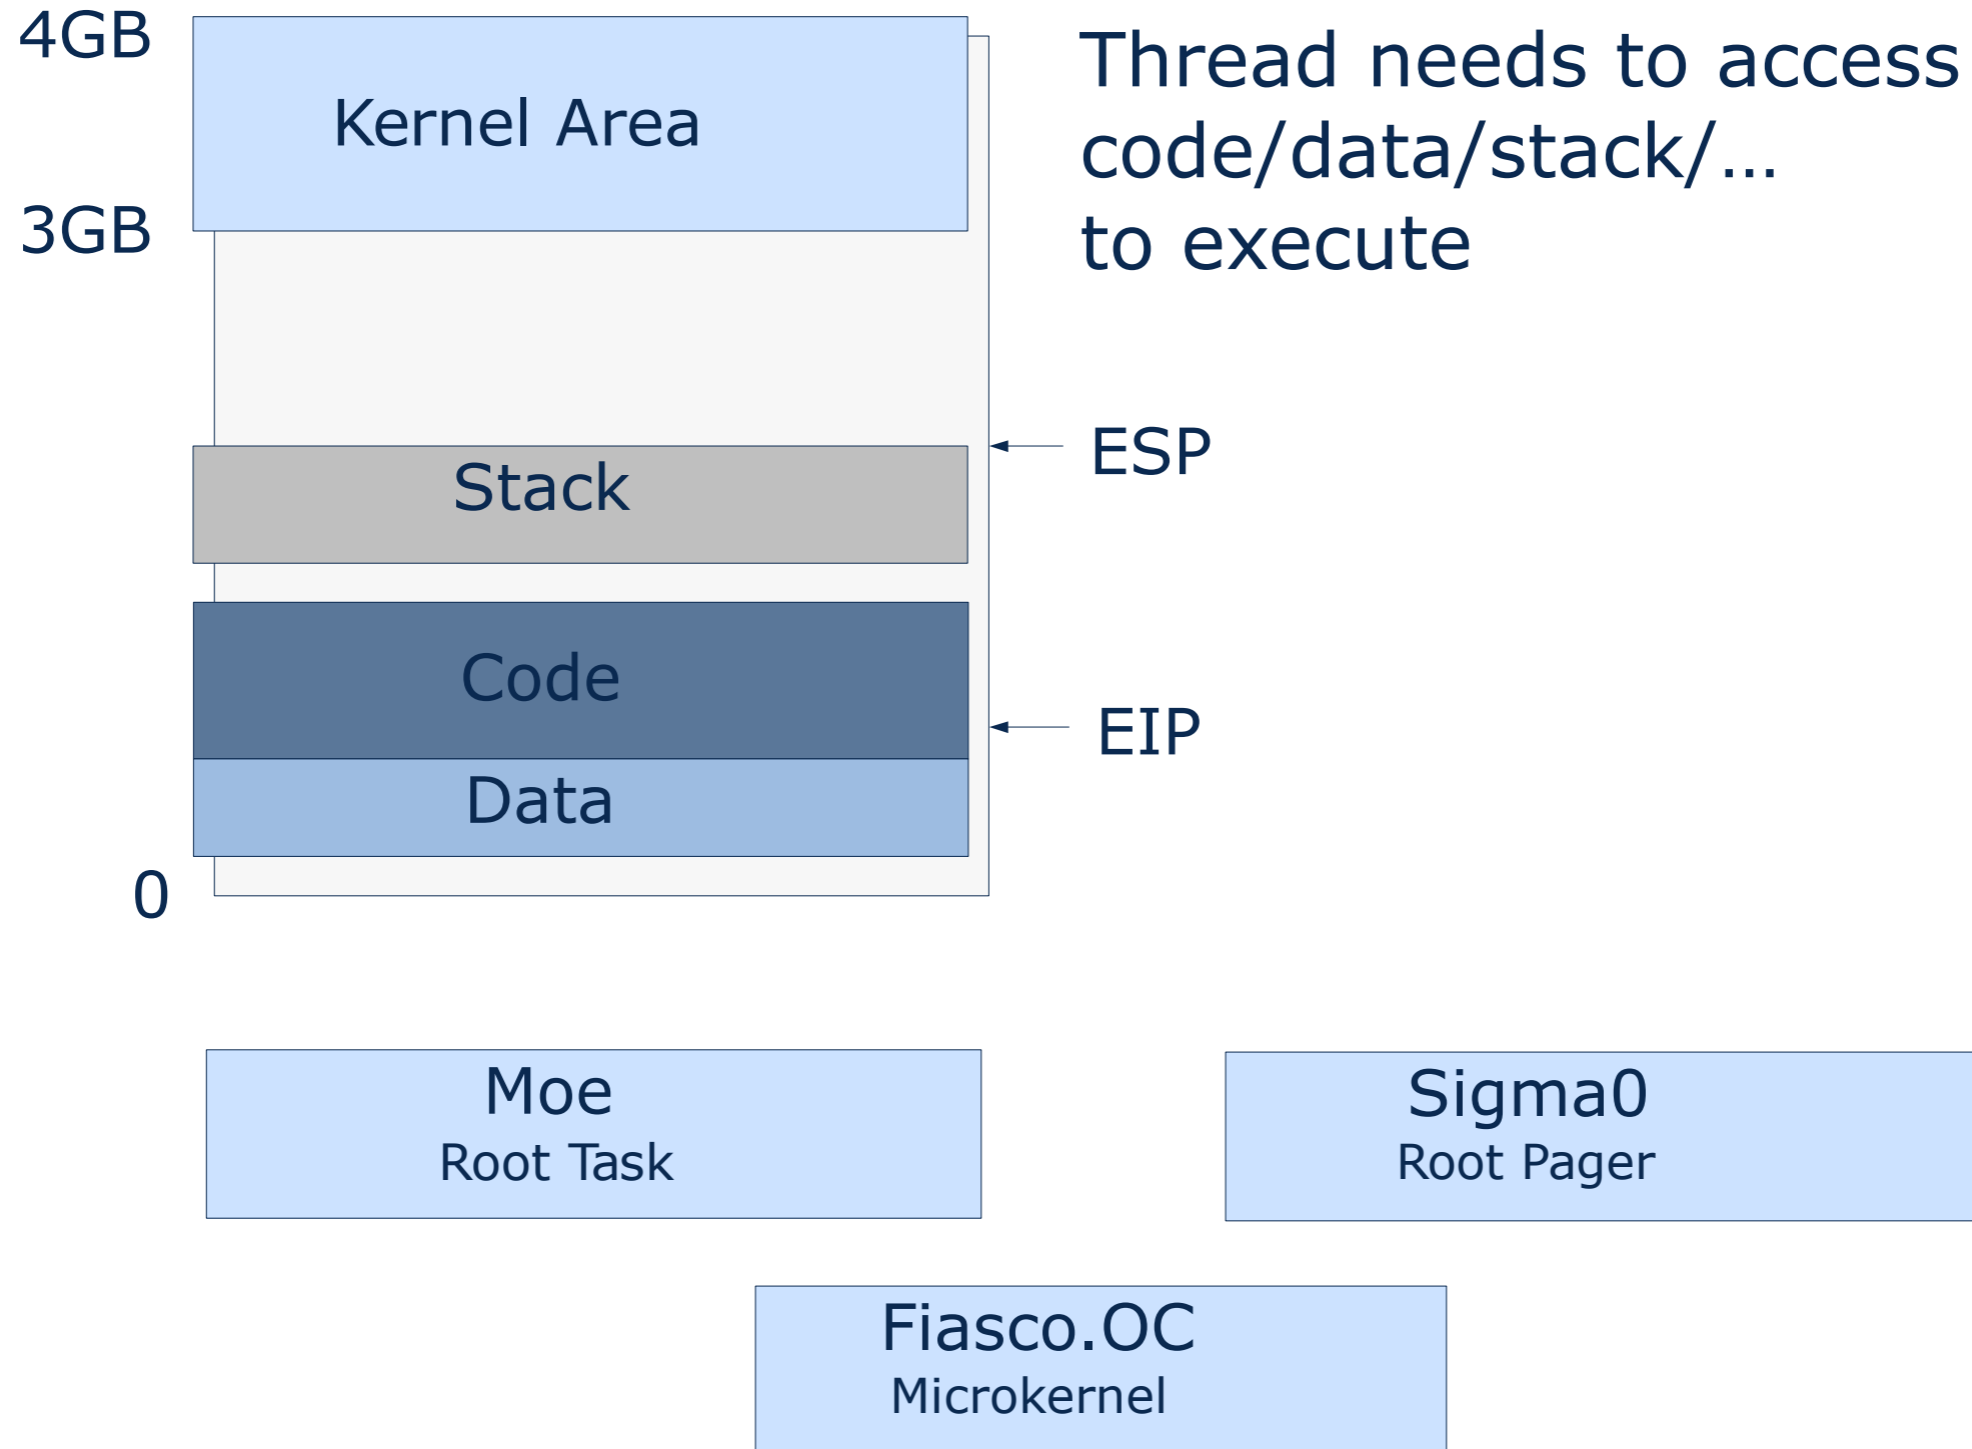 4GB
Kernel Area
3GB
Thread needs to access
code/data/stack/...
to execute
Stack
ESP
Code
EIP
Data
0
Moe
Root Task
Sigma0
Root Pager
Fiasco.OC
Microkernel